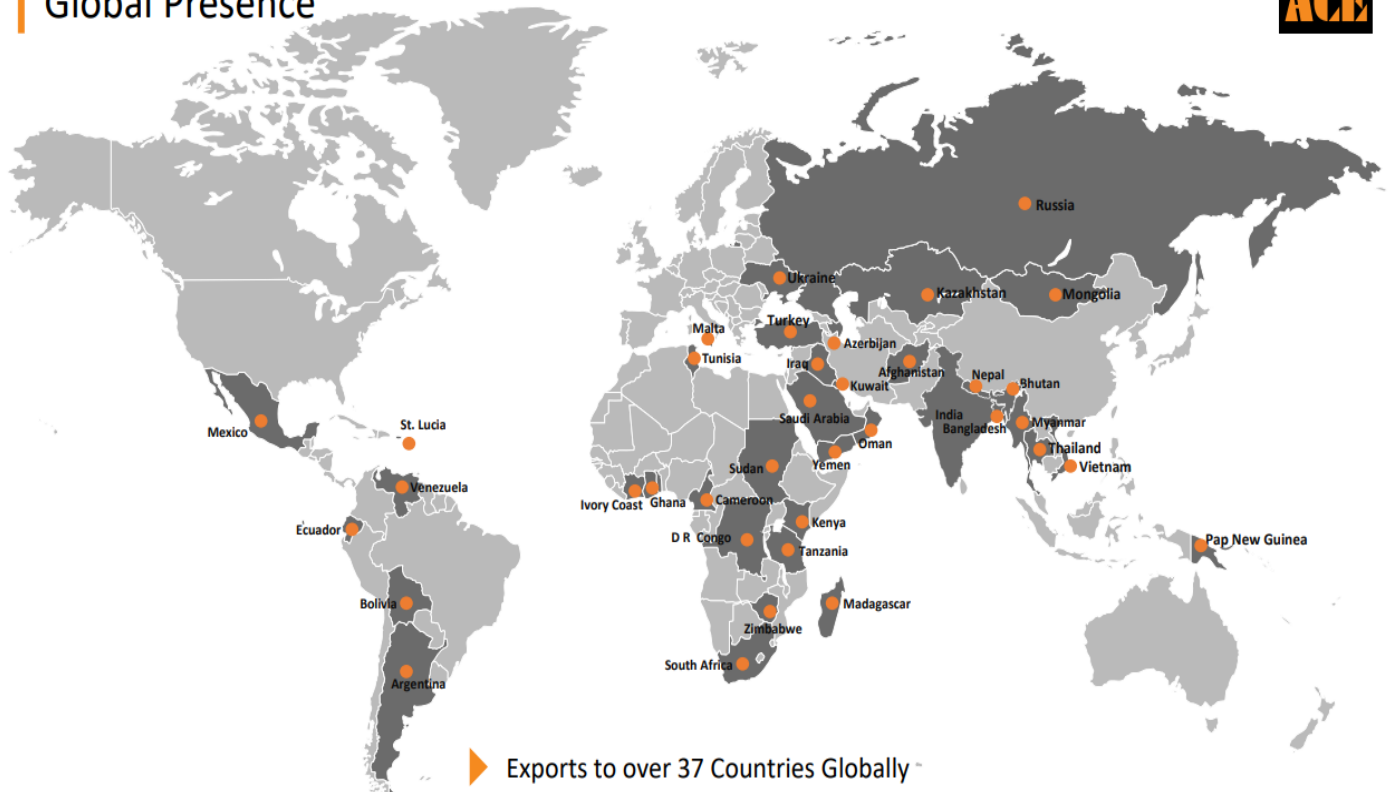 Global Presence
ACE
Russia
Ukraine
Kazakhstan
Mongolia
Malta
Turkey
Azerbijan
Tunisia
Iraq
Afghanistan
Kuwait
Nepal
Bhutan
Saudi Arabia
India
Bangladesh
Myanmar
Mexico
St. Lucia
Oman
Thailand
Yemen
Vietnam
Sudan
Venezuela
Ivory Coast
Ghana
Cameroon
Ecuador
Kenya
D R Congo
Tanzania
Pap New Guinea
Bolivia
Madagascar
Zimbabwe
South Africa
Argentina
Exports to over 37 Countries Globally